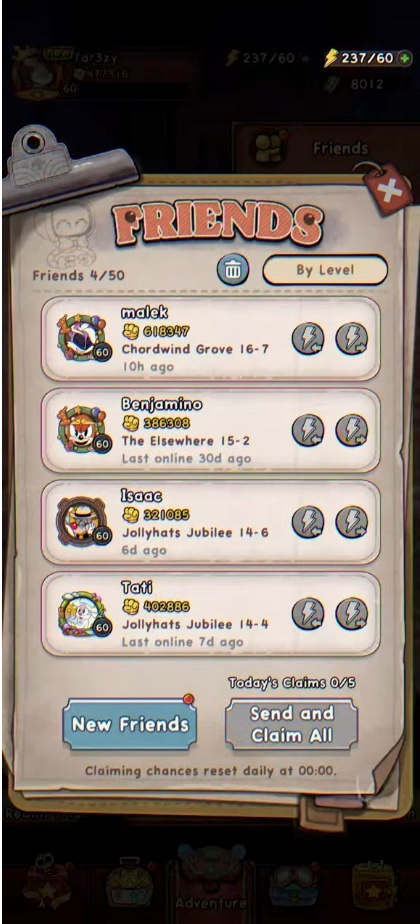 NEW
far3zy
60
237/60
237/60
8012
Friends
FRIENDS
Friends 4/50
By Level
malek
618347
60
Chordwind Grove 16-7
10h ago
Benjamino
386308
60
The Elsewhere 15-2
Last online 30d ago
Isaac
321085
60
Jollyhats Jubilee 14-6
6d ago
Tati
402886
60
Jollyhats Jubilee 14-4
Last online 7d ago
Today's Claims 0/5
New Friends
Send and
Claim All
Claiming chances reset daily at 00:00.
Adventure